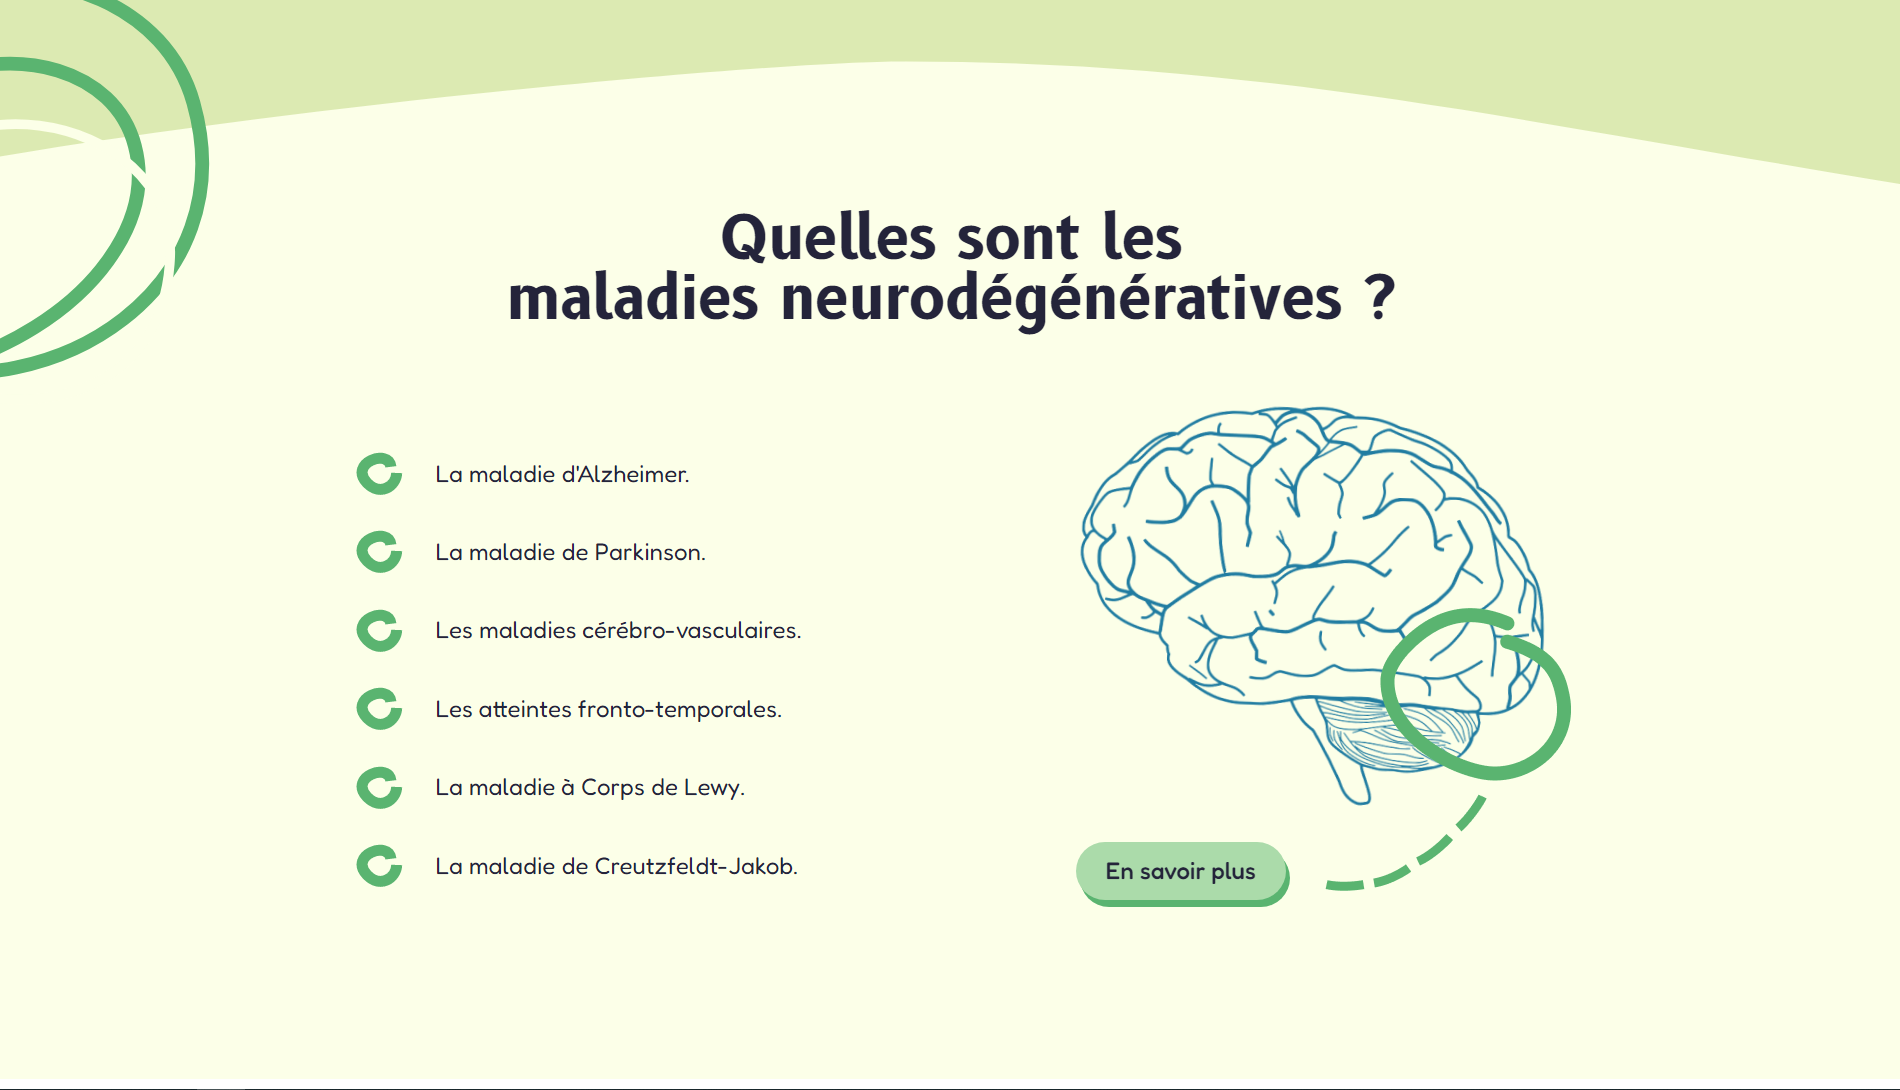 Quelles sont les
maladies neurodégénératives ?
La maladie d'Alzheimer.
La maladie de Parkinson.
Les maladies cérébro-vasculaires.
Les atteintes fronto-temporales.
La maladie à Corps de Lewy.
La maladie de Creutzfeldt-Jakob.
En savoir plus